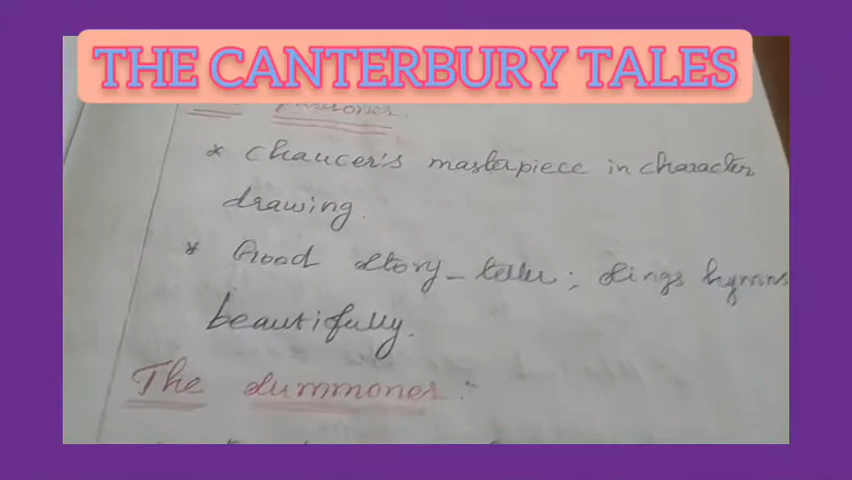 THE CANTERBURY TALES
* Chaucer's masterpiece in character
drawing.
* Good story-teller; sings hymns
beautifully.
The Summoner: